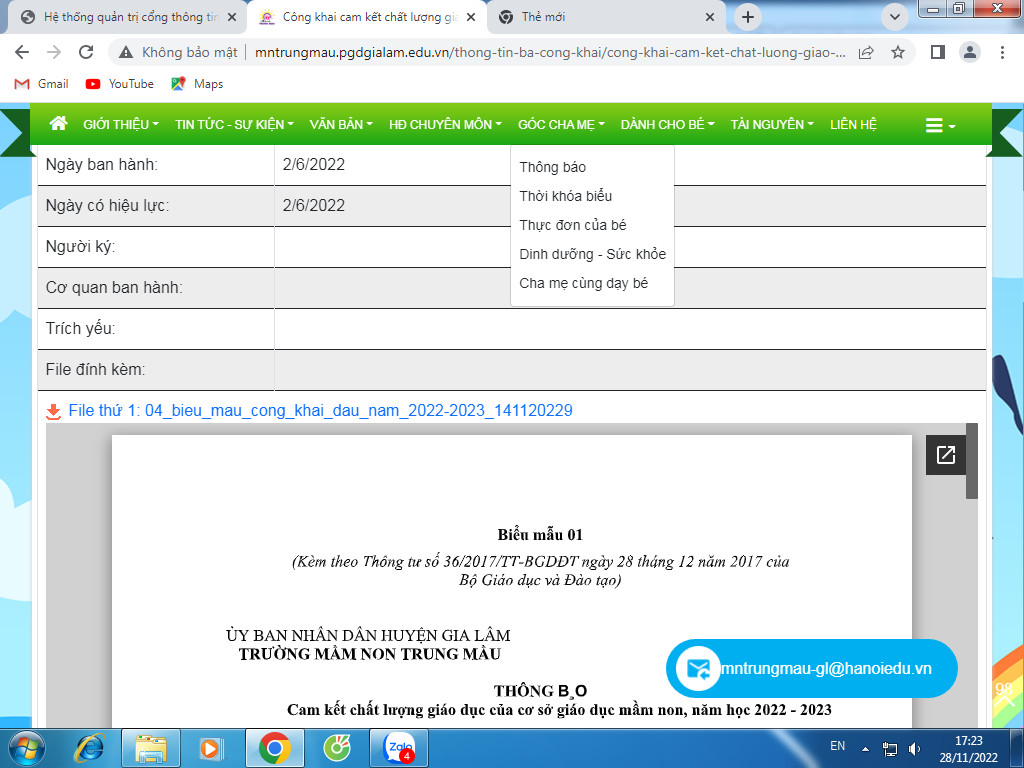 Hệ thống quản trị cổng thông tin
Công khai cam kết chất lượng giá
Thẻ mới
Không bảo mật
mntrungmau.pgdgialam.edu.vn/thong-tin-ba-cong-khai/cong-khai-cam-ket-chat-luong-giao-...
Gmail
YouTube
Maps
GIỚI THIỆU
TIN TỨC - SỰ KIỆN
VĂN BẢN
HĐ CHUYÊN MÔN
GÓC CHA MẸ
DÀNH CHO BÉ
TÀI NGUYÊN
LIÊN HỆ
Ngày ban hành:
2/6/2022
Ngày có hiệu lực:
2/6/2022
Người ký:
Cơ quan ban hành:
Trích yếu:
File đính kèm:
Thông báo
Thời khóa biểu
Thực đơn của bé
Dinh dưỡng - Sức khỏe
Cha mẹ cùng dạy bé
File thứ 1: 04_bieu_mau_cong_khai_dau_nam_2022-2023_141120229
Biểu mẫu 01
(Kèm theo Thông tư số 36/2017/TT-BGDĐT ngày 28 tháng 12 năm 2017 của
Bộ Giáo dục và Đào tạo)
ỦY BAN NHÂN DÂN HUYỆN GIA LÂM
TRƯỜNG MẦM NON TRUNG MẦU
THÔNG B¸O
Cam kết chất lượng giáo dục của cơ sở giáo dục mầm non, năm học 2022 - 2023
mntrungmau-gl@hanoiedu.vn
98
Zalo
4
EN
17:23
28/11/2022